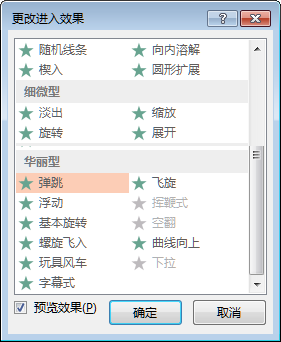 更改进入效果
随机线条 向内溶解
楔入 圆形扩展
细微型
淡出 缩放
旋转 展开
华丽型
弹跳 飞旋
浮动 挥鞭式
基本旋转 空翻
螺旋飞入 曲线向上
玩具风车 下拉
字幕式
预览效果(P) 确定 取消